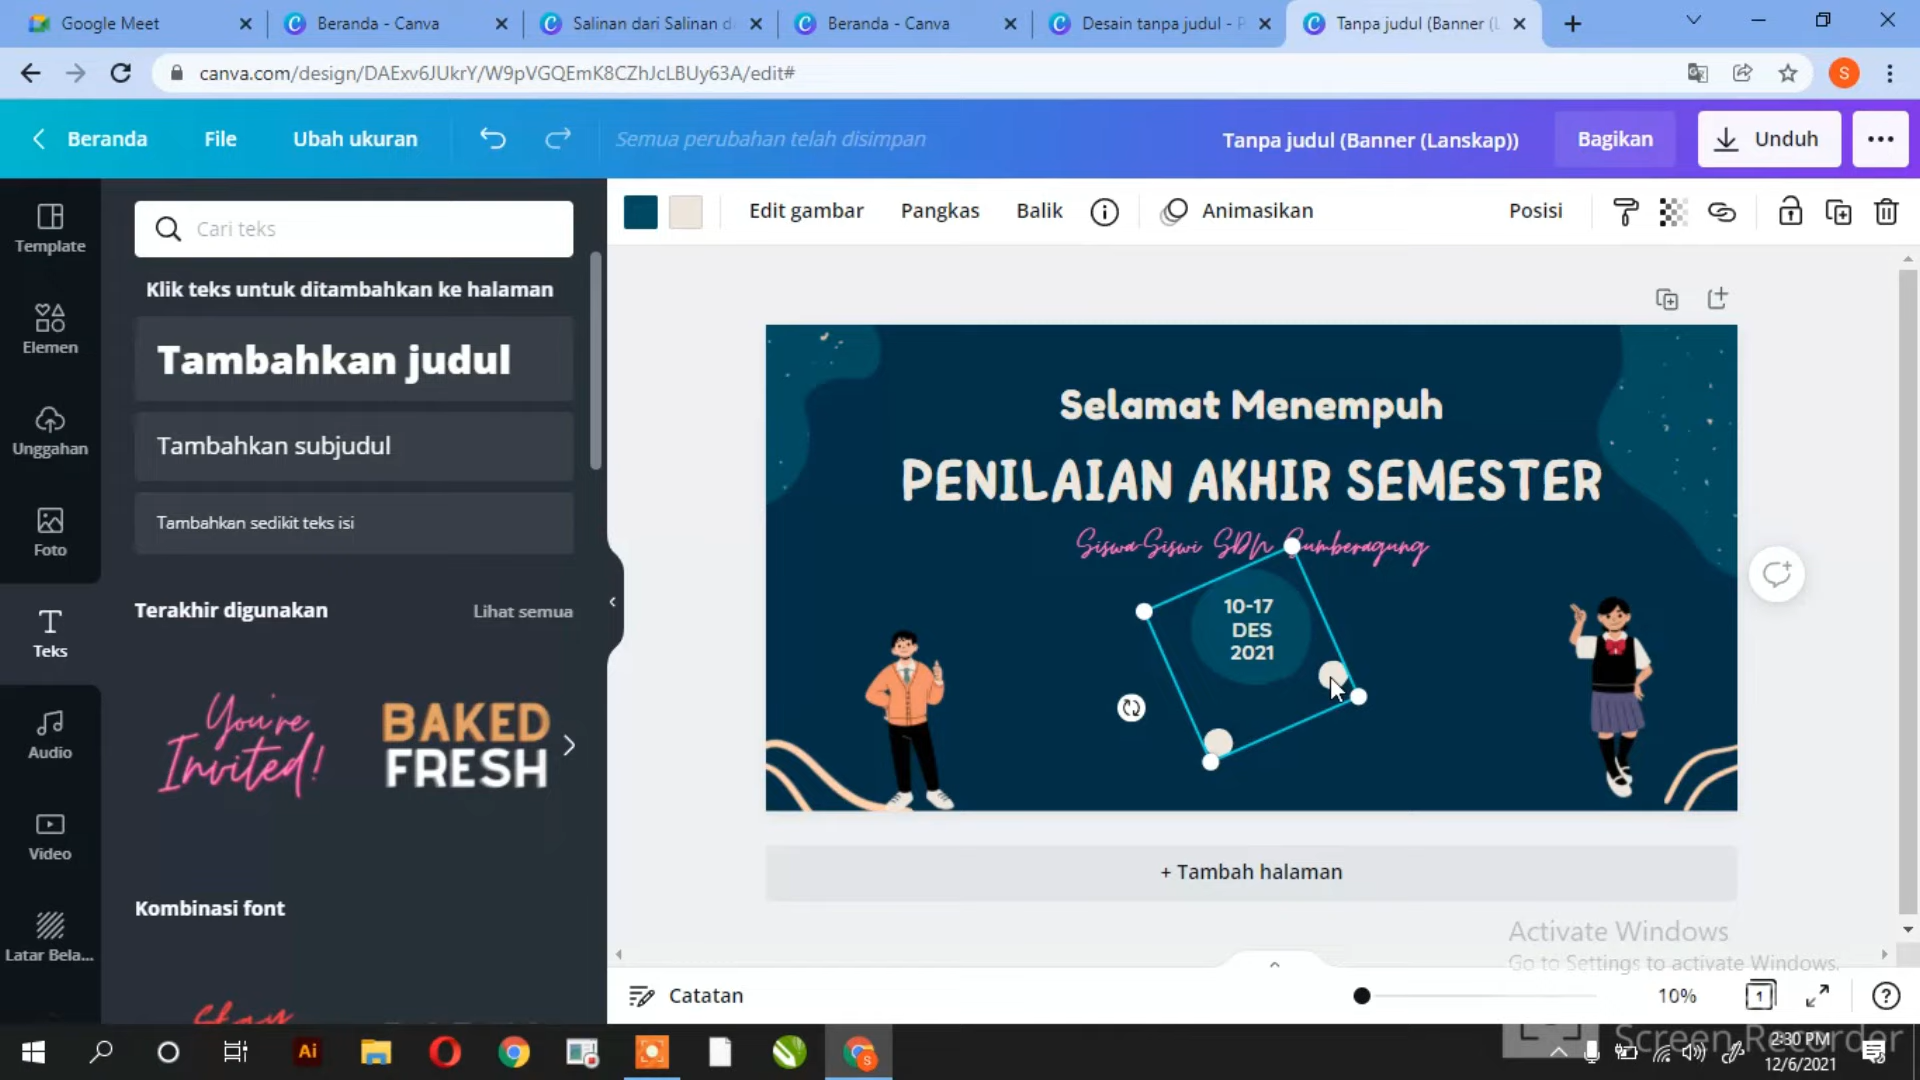 Google Meet
Beranda - Canva
Salinan dari Salinan d
Beranda - Canva
Desain tanpa judul - P
Tanpa judul (Banner (L
canva.com/design/DAExv6JUkrY/W9pVGQEmK8CZhJcLBUy63A/edit#
S
Beranda
File
Ubah ukuran
Semua perubahan telah disimpan
Tanpa judul (Banner (Lanskap))
Bagikan
Unduh
Template
Elemen
Unggahan
Foto
Teks
Audio
Video
Latar Bela...
Cari teks
Klik teks untuk ditambahkan ke halaman
Tambahkan judul
Tambahkan subjudul
Tambahkan sedikit teks isi
Terakhir digunakan
Lihat semua
You're
Invited!
BAKED
FRESH
Kombinasi font
Stay
Edit gambar
Pangkas
Balik
Animasikan
Posisi
Selamat Menempuh
PENILAIAN AKHIR SEMESTER
Siswa-Siswi SDN Sumberagung
10-17
DES
2021
+ Tambah halaman
Activate Windows
Go to Settings to activate Windows.
Catatan
10%
1
Ai
S
Screen Recorder
2:30 PM
12/6/2021